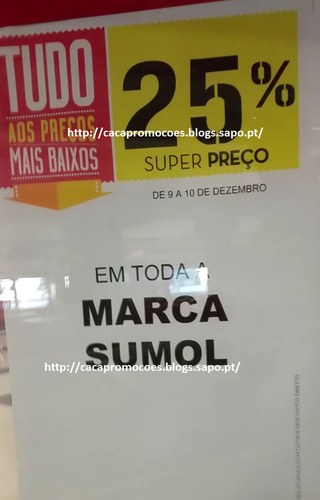 TUDO
AOS PREÇOS
MAIS BAIXOS
25%
SUPER PREÇO
http://cacapromocoes.blogs.sapo.pt/
DE 9 A 10 DE DEZEMBRO
EM TODA A
MARCA
SUMOL
http://cacapromocoes.blogs.sapo.pt/